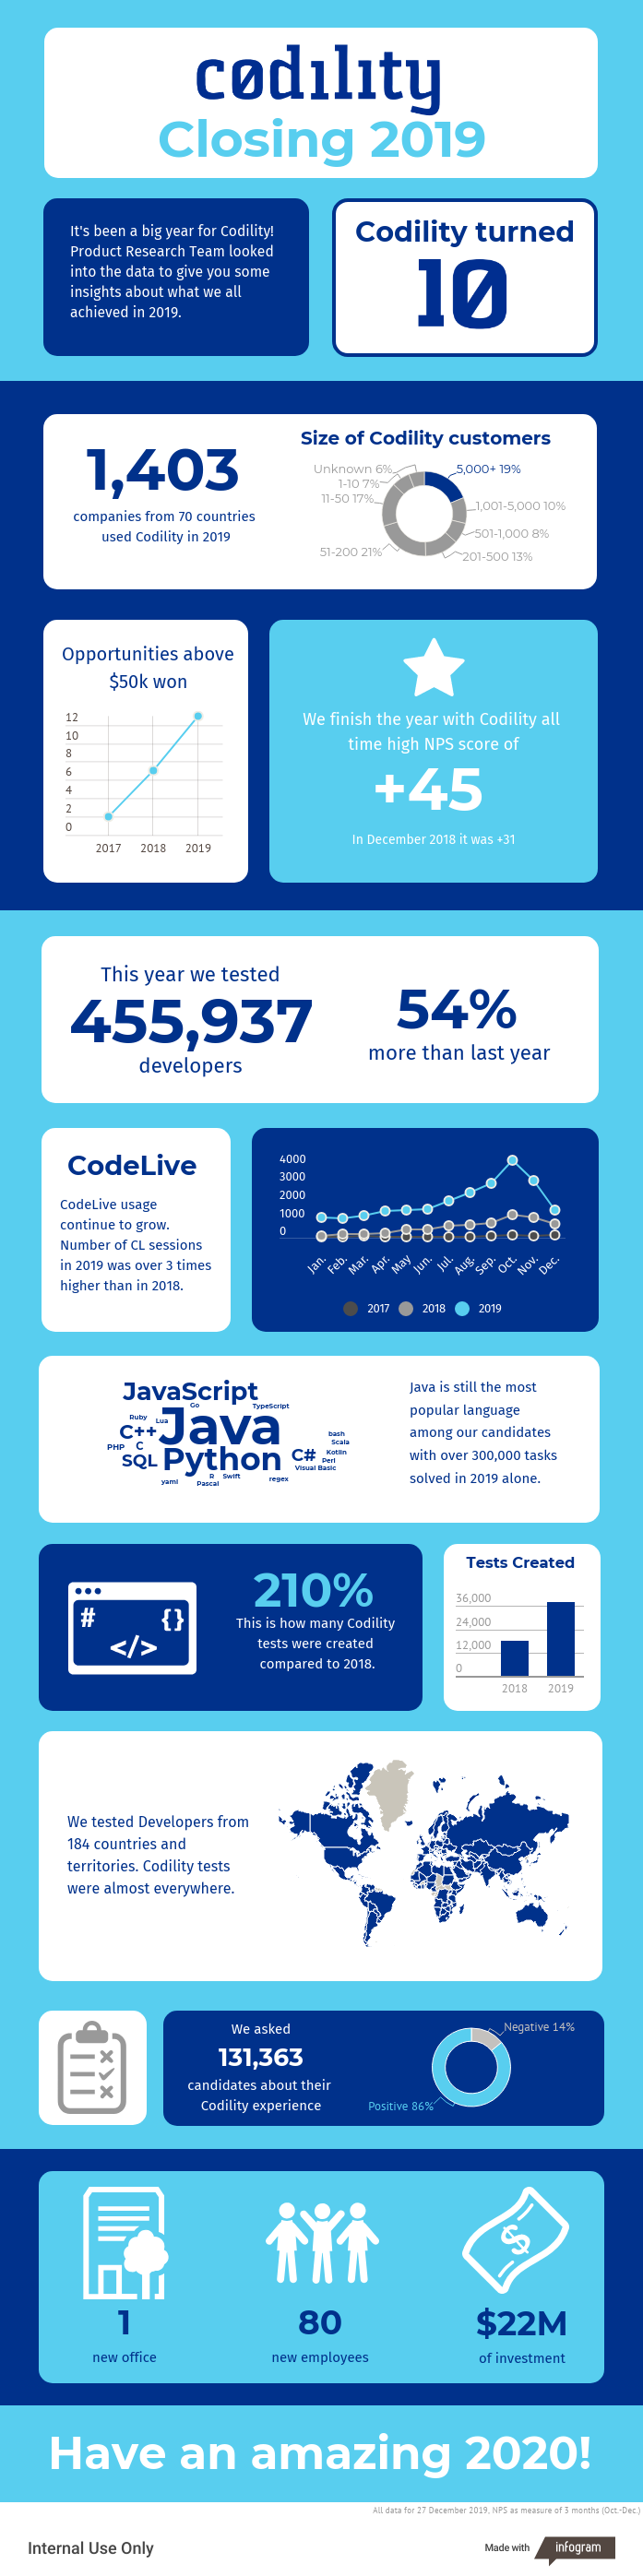 codility
Closing 2019
It's been a big year for Codility!
Product Research Team looked
into the data to give you some
insights about what we all
achieved in 2019.
Codility turned
10
1,403
companies from 70 countries
used Codility in 2019
Size of Codility customers
Unknown 6%
1-10 7%
11-50 17%
51-200 21%
5,000+ 19%
1,001-5,000 10%
501-1,000 8%
201-500 13%
Opportunities above
$50k won
12
10
8
6
4
2
0
2017 2018 2019
We finish the year with Codility all
time high NPS score of
+45
In December 2018 it was +31
This year we tested
455,937
developers
54%
more than last year
CodeLive
CodeLive usage
continue to grow.
Number of CL sessions
in 2019 was over 3 times
higher than in 2018.
4000
3000
2000
1000
0
Jan. Feb. Mar. Apr. May Jun. Jul. Aug. Sep. Oct. Nov. Dec.
2017 2018 2019
JavaScript
Go TypeScript
Ruby Lua
Java
C++
PHP C
SQL Python C#
bash
Scala
Kotlin
Perl
Visual Basic
yaml R Swift regex
Pascal
Java is still the most
popular language
among our candidates
with over 300,000 tasks
solved in 2019 alone.
# {}
</>
210%
This is how many Codility
tests were created
compared to 2018.
Tests Created
36,000
24,000
12,000
0
2018 2019
We tested Developers from
184 countries and
territories. Codility tests
were almost everywhere.
We asked
131,363
candidates about their
Codility experience
Negative 14%
Positive 86%
$
1
new office
80
new employees
$22M
of investment
Have an amazing 2020!
All data for 27 December 2019, NPS as measure of 3 months (Oct.-Dec.)
Internal Use Only
Made with infogram